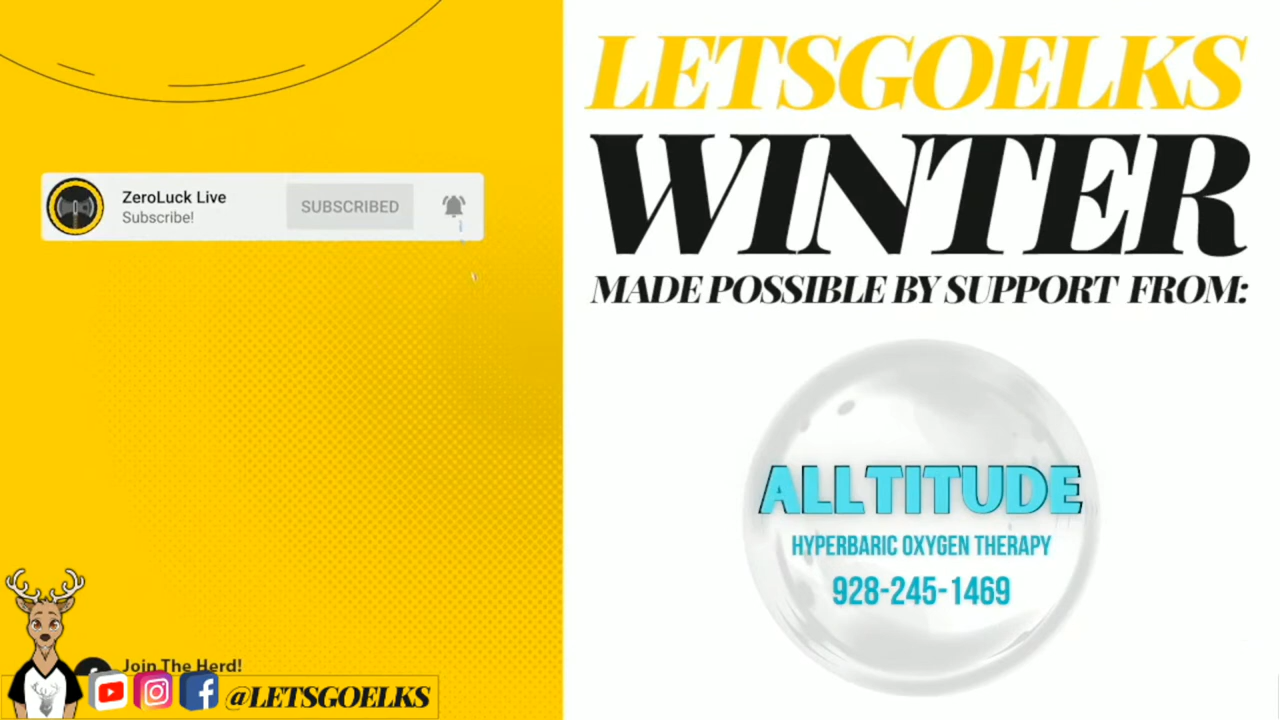 LETSGOELKS
WINTER
MADE POSSIBLE BY SUPPORT FROM:
ZeroLuck Live
Subscribe!
SUBSCRIBED
ALLTITUDE
HYPERBARIC OXYGEN THERAPY
928-245-1469
Join The Herd!
@LETSGOELKS